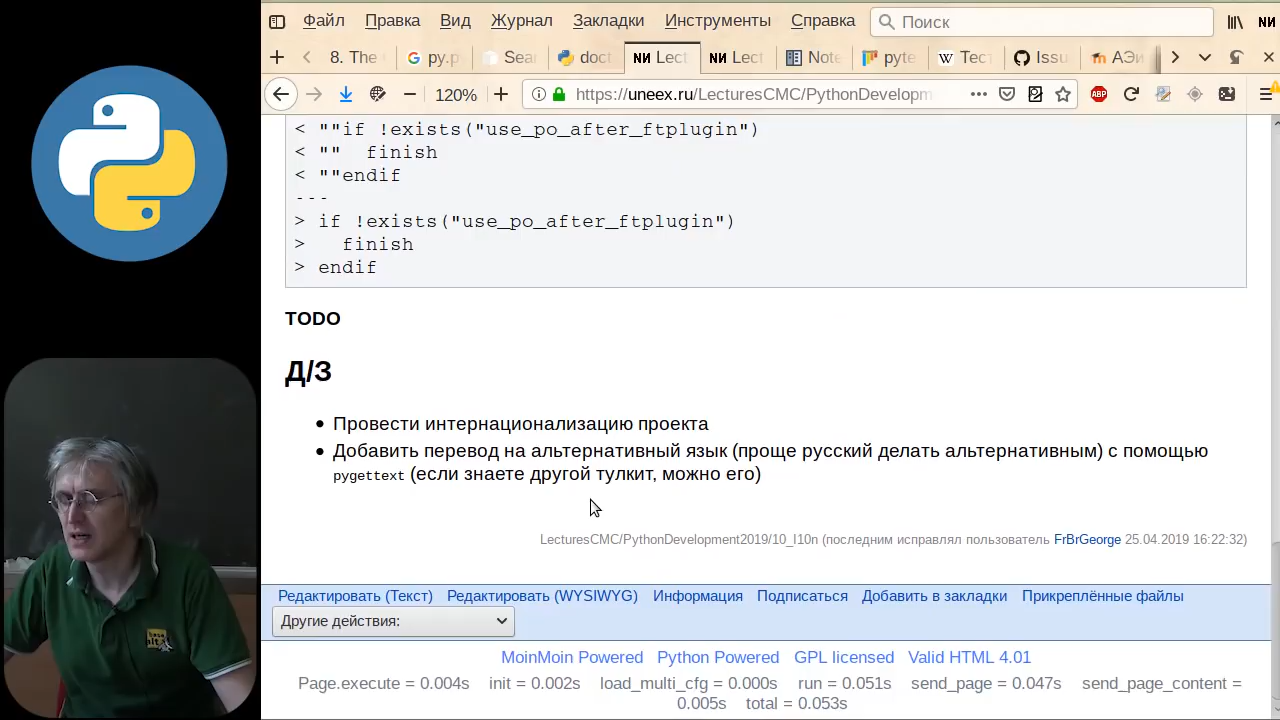 Файл Правка Вид Журнал Закладки Инструменты Справка Поиск
8. The py.p Sea doct Lect Lect Note pyte Тест Issu АЭи
120% https://uneex.ru/LecturesCMC/PythonDevelopm
< ""if !exists("use_po_after_ftplugin")
< "" finish
< ""endif
---
> if !exists("use_po_after_ftplugin")
> finish
> endif
TODO
Д/З
Провести интернационализацию проекта
Добавить перевод на альтернативный язык (проще русский делать альтернативным) с помощью
pygettext (если знаете другой тулкит, можно его)
LecturesCMC/PythonDevelopment2019/10_l10n (последним исправлял пользователь FrBrGeorge 25.04.2019 16:22:32)
Редактировать (Текст) Редактировать (WYSIWYG) Информация Подписаться Добавить в закладки Прикреплённые файлы
Другие действия:
MoinMoin Powered Python Powered GPL licensed Valid HTML 4.01
Page.execute = 0.004s init = 0.002s load_multi_cfg = 0.000s run = 0.051s send_page = 0.047s send_page_content =
0.005s total = 0.053s